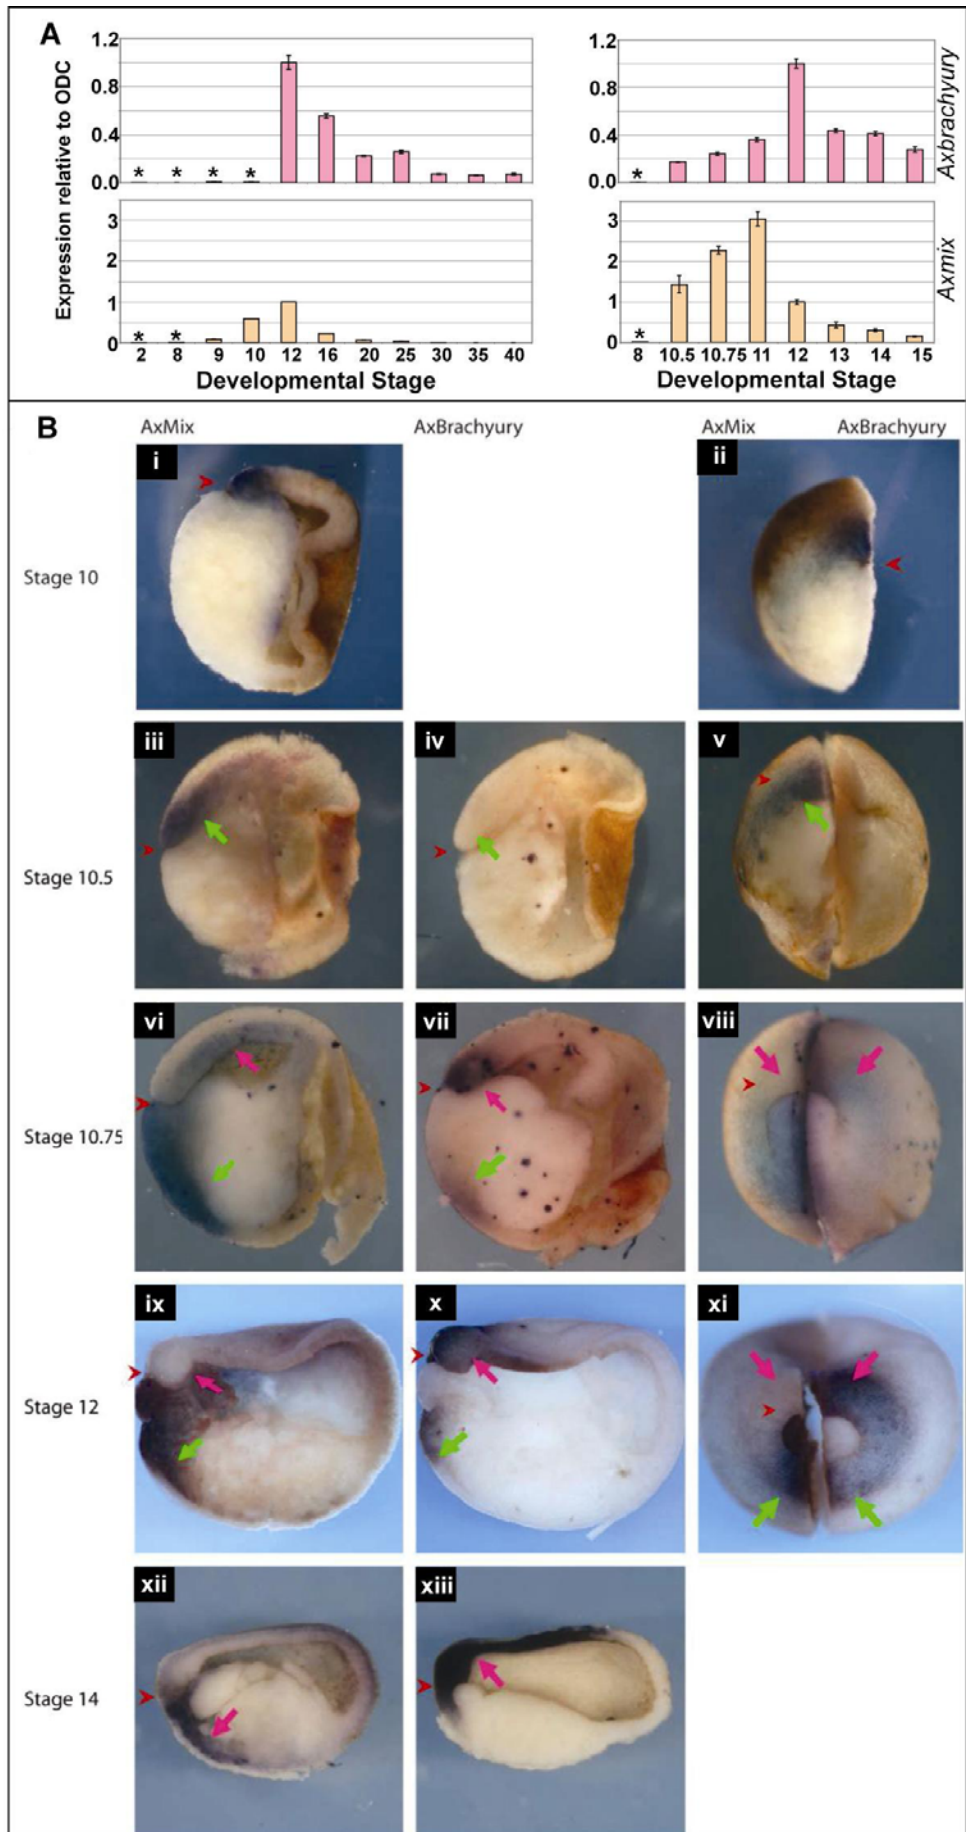 A
Expression relative to ODC
1.2
0.8
0.4
0.0
* * * *
1.2
0.8
0.4
0.0
*
Axbrachyury
3
2
1
0
* *
2 8 9 10 12 16 20 25 30 35 40
Developmental Stage
3
2
1
0
*
8 10.5 10.75 11 12 13 14 15
Developmental Stage
Axmix
B
AxMix AxBrachyury AxMix AxBrachyury
Stage 10
i
ii
Stage 10.5
iii
iv
v
Stage 10.75
vi
vii
viii
Stage 12
ix
x
xi
Stage 14
xii
xiii